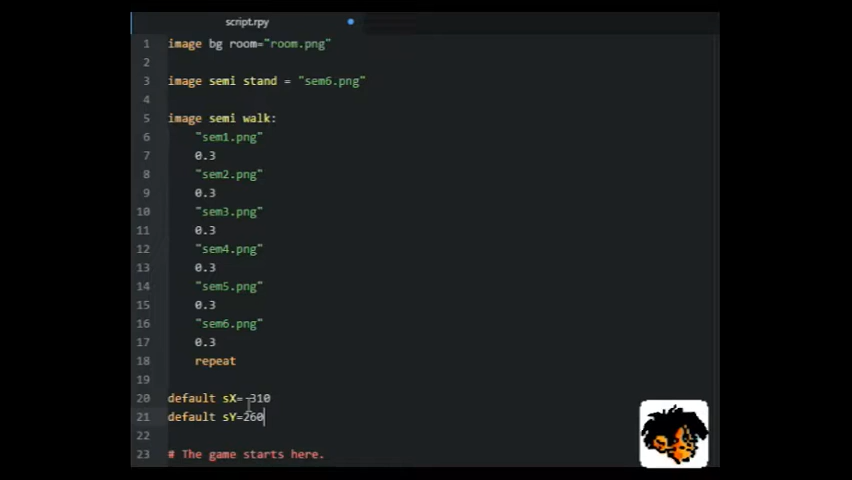 script.rpy
1 image bg room="room.png"
2
3 image semi stand = "sem6.png"
4
5 image semi walk:
6 "sem1.png"
7 0.3
8 "sem2.png"
9 0.3
10 "sem3.png"
11 0.3
12 "sem4.png"
13 0.3
14 "sem5.png"
15 0.3
16 "sem6.png"
17 0.3
18 repeat
19
20 default sX=-310
21 default sY=260
22
23 # The game starts here.